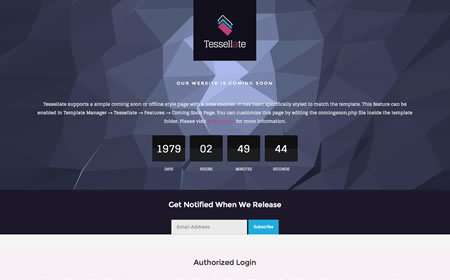 Tessellate
OUR WEBSITE IS COMING SOON
Tessellate supports a simple coming soon or offline style page with a time counter. It has been specifically styled to match the template. This feature can be
enabled in Template Manager → Tessellate → Features → Coming Soon Page. You can customize this page by editing the comingsoon.php file inside the template
folder. Please visit for more information.
1979 02 49 44
DAYS HOURS MINUTES SECONDS
Get Notified When We Release
Email Address Subscribe
Authorized Login